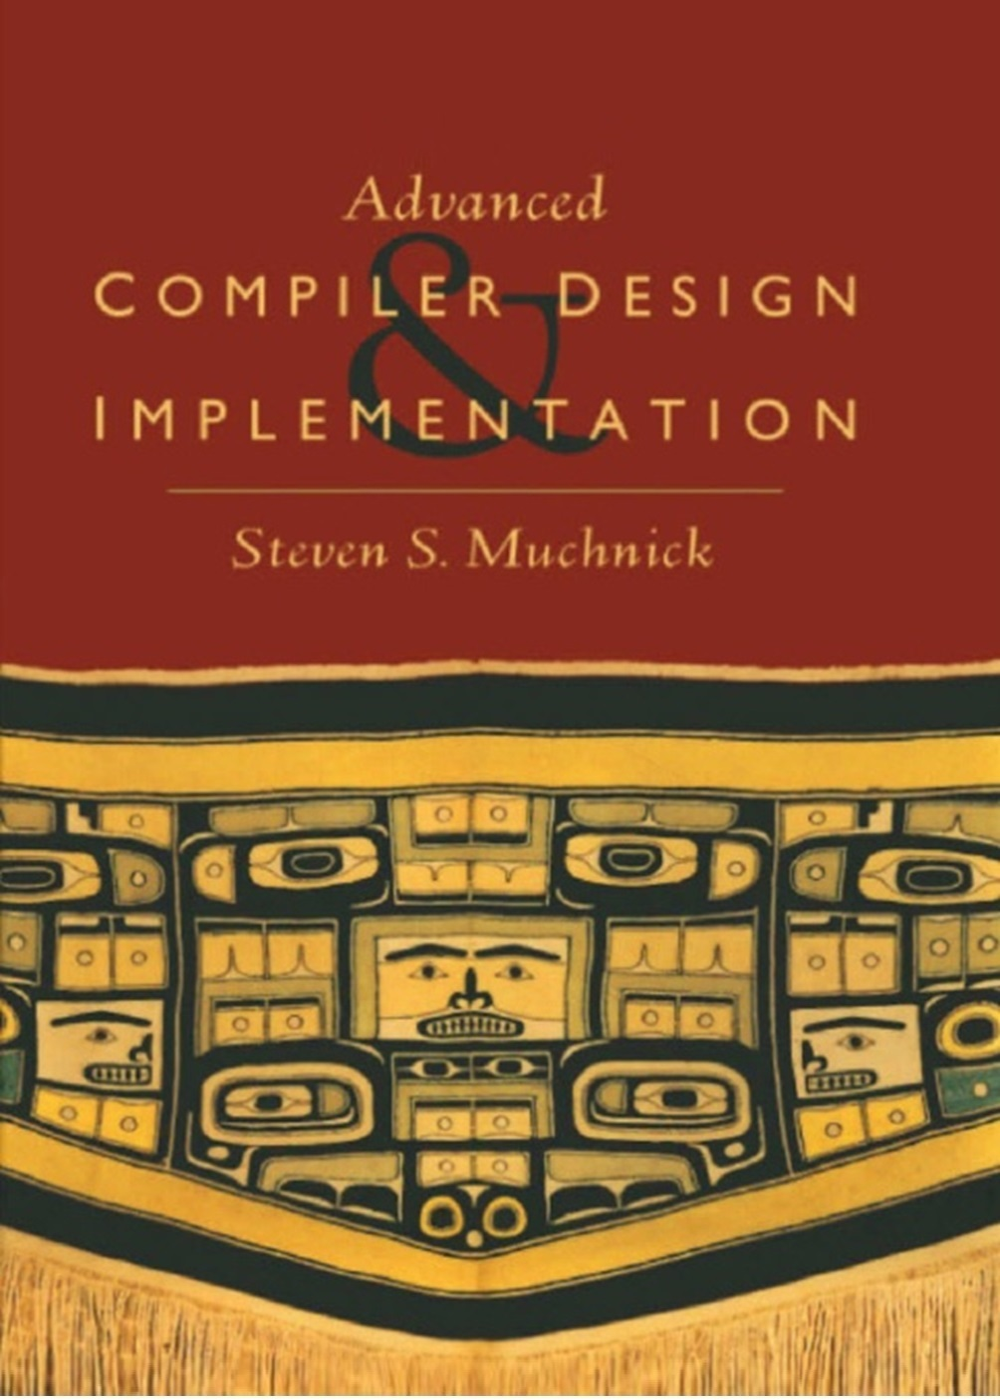 Advanced
COMPILER DESIGN
&
IMPLEMENTATION
Steven S. Muchnick